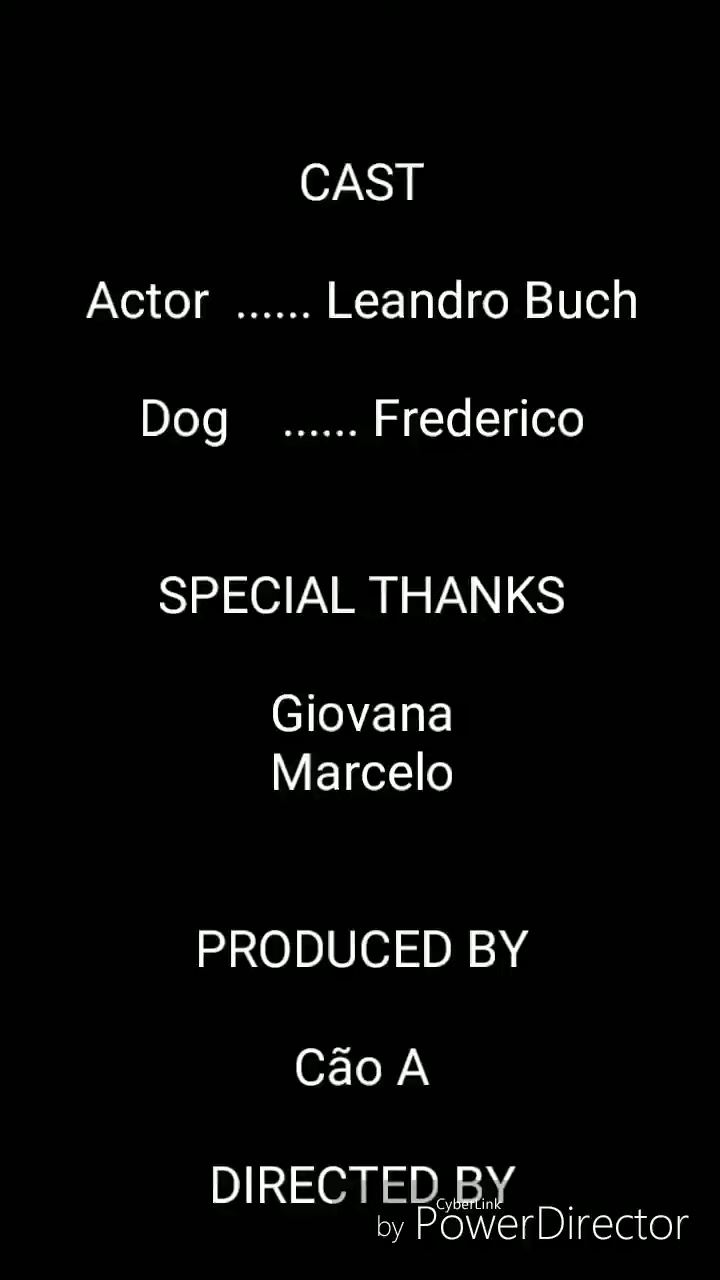 CAST
Actor ...... Leandro Buch
Dog ...... Frederico
SPECIAL THANKS
Giovana
Marcelo
PRODUCED BY
Cão A
DIRECTED BY
CyberLink
by PowerDirector